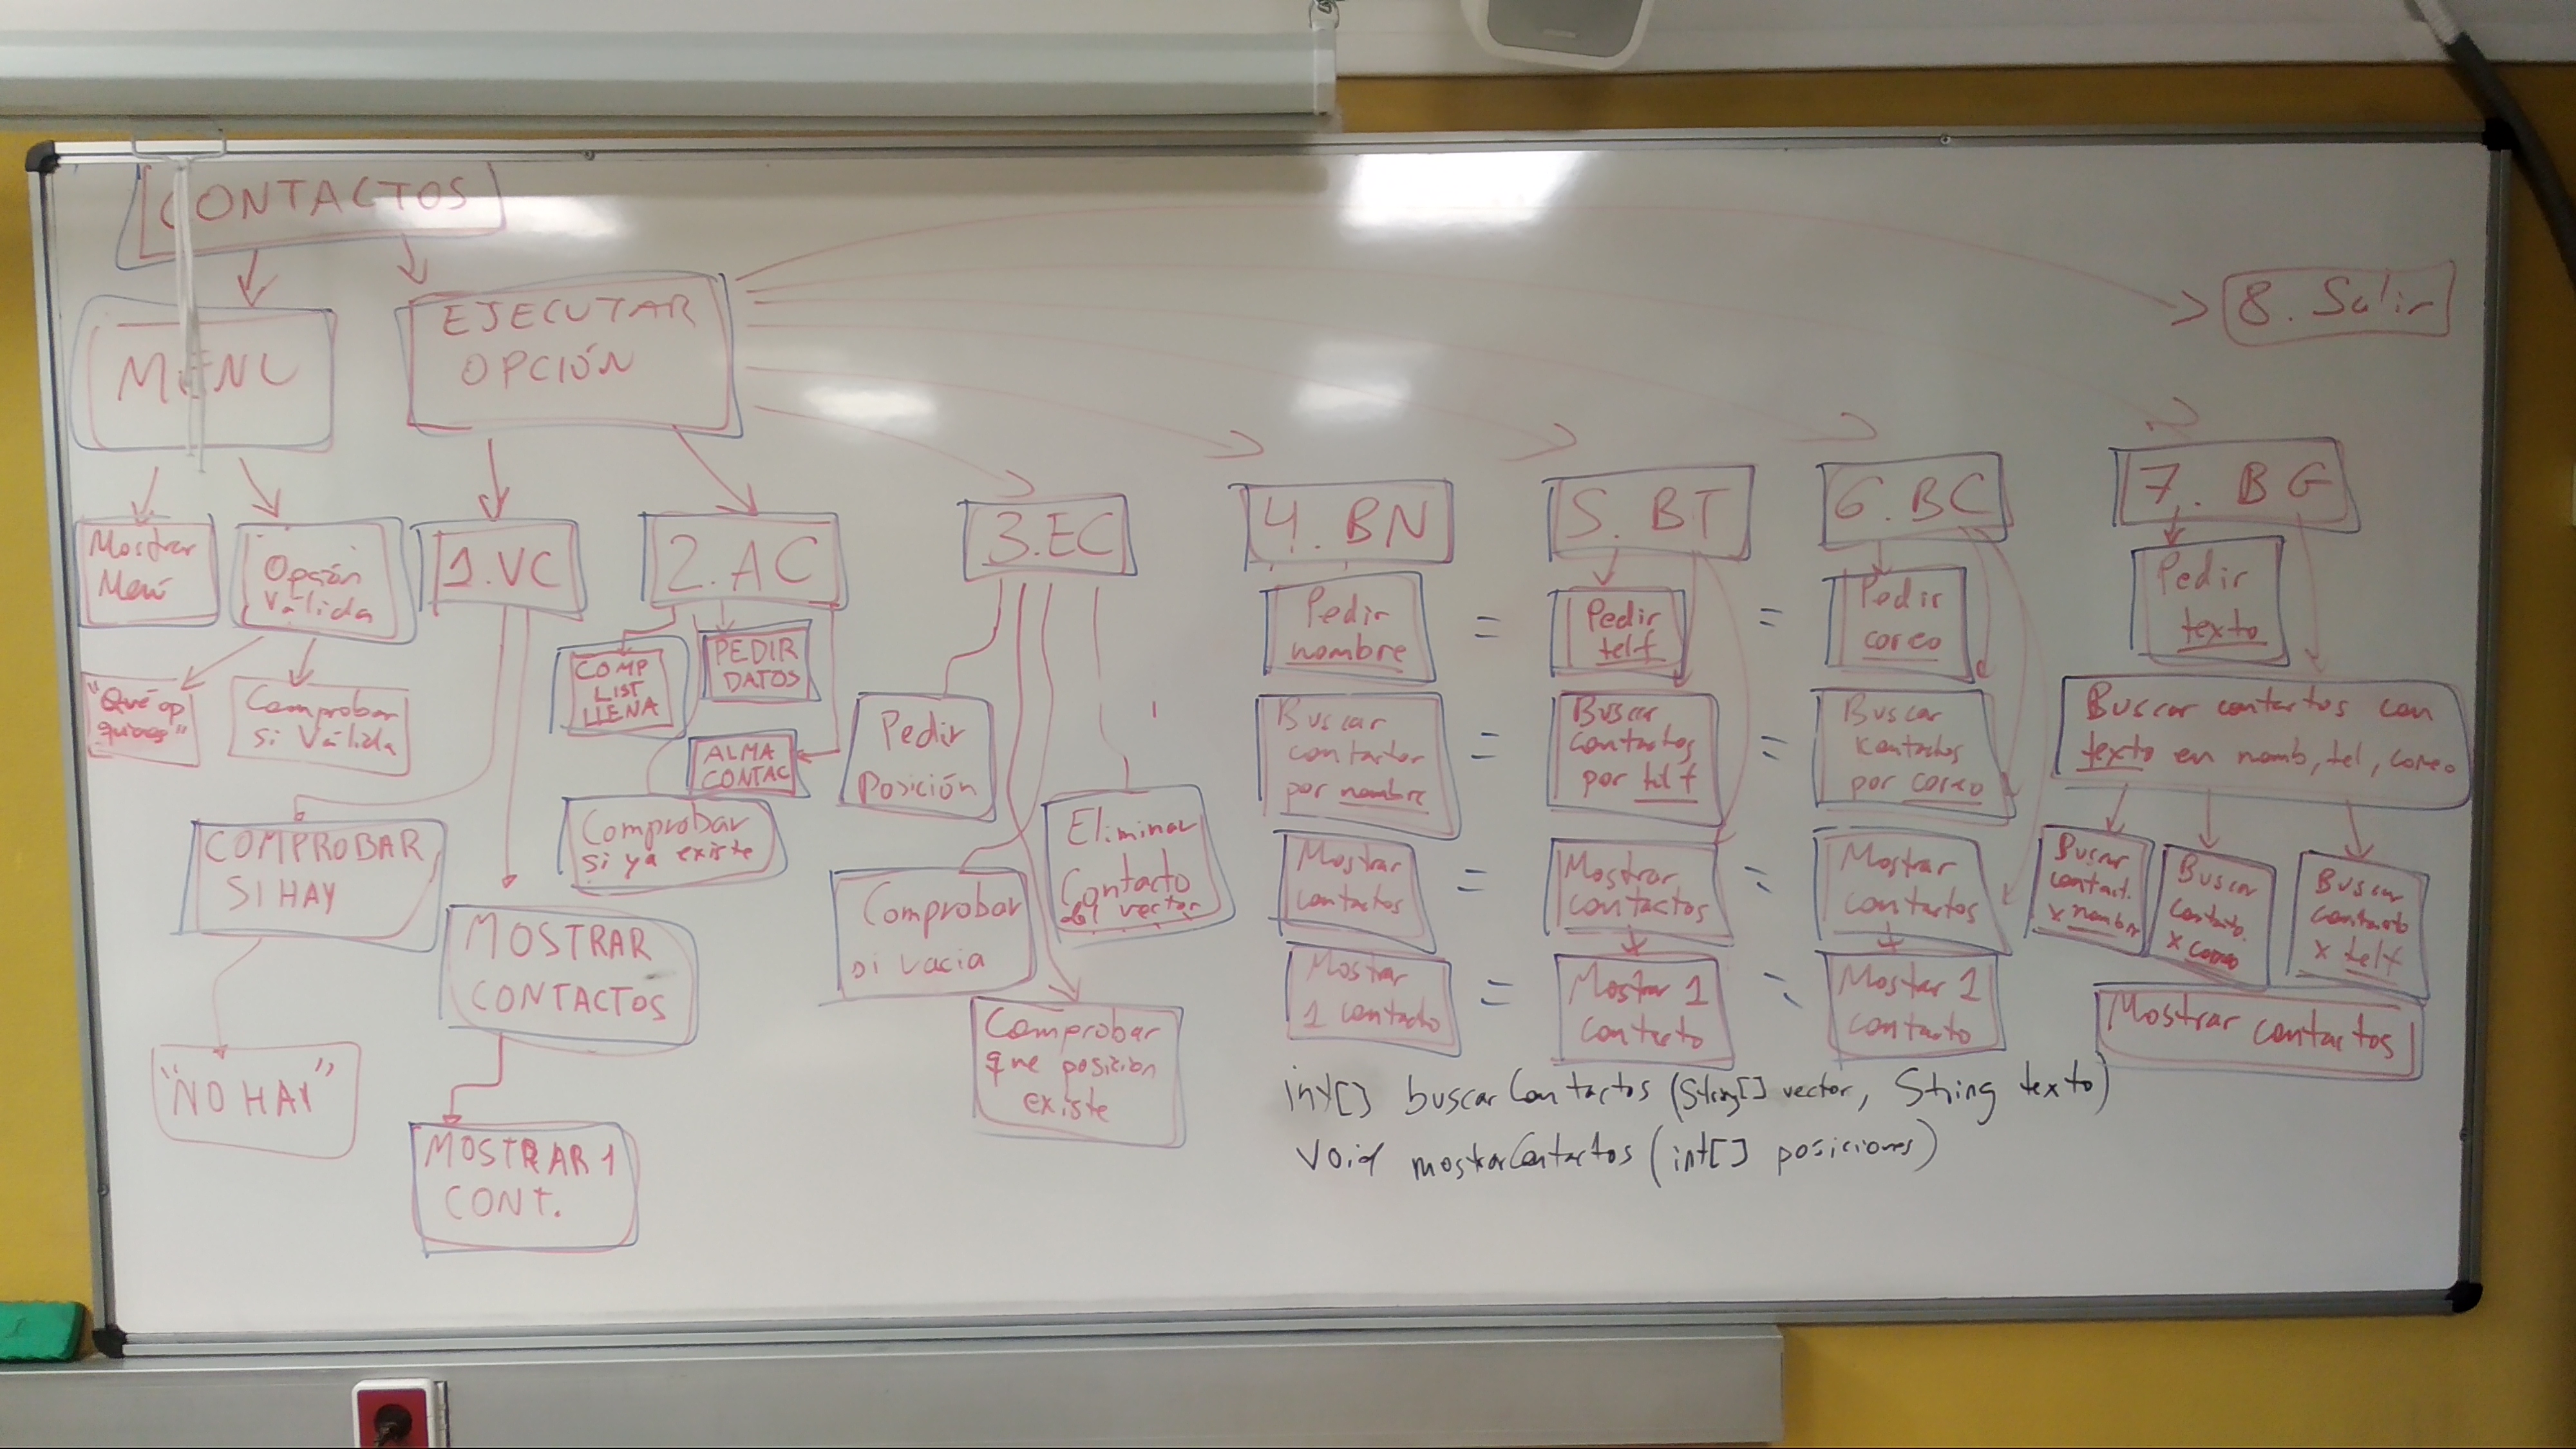 CONTACTOS
MENU
EJECUTAR
OPCIÓN
8. Salir
Mostrar
Menú
Opción
Válida
"Qué op
quieres"
Comprobar
si Válida
1. VC
COMPROBAR
SI HAY
"NO HAY"
MOSTRAR
CONTACTOS
MOSTRAR 1
CONT.
2. AC
COMP
LIST
LLENA
PEDIR
DATOS
ALMA
CONTAC
Comprobar
si ya existe
3. EC
Pedir
Posición
Comprobar
si vacia
Eliminar
Contacto
del vector
Comprobar
que posicion
existe
4. BN
Pedir
nombre
Buscar
contactos
por nombre
Mostrar
contactos
Mostrar
1 contacto
=
=
=
=
5. BT
Pedir
telf
Buscar
contactos
por telf
Mostrar
contactos
Mostrar 1
contacto
=
=
=
=
6. BC
Pedir
correo
Buscar
contactos
por correo
Mostrar
contactos
Mostar 1
contacto
7. BG
Pedir
texto
Buscar contactos con
texto en nomb, tel, correo
Buscar
contact.
x nombre
Buscar
contacto.
x correo
Buscar
contacto
x telf
Mostrar contactos
int[] buscarContactos (String[] vector, String texto)
void mostrarContactos (int[] posiciones)